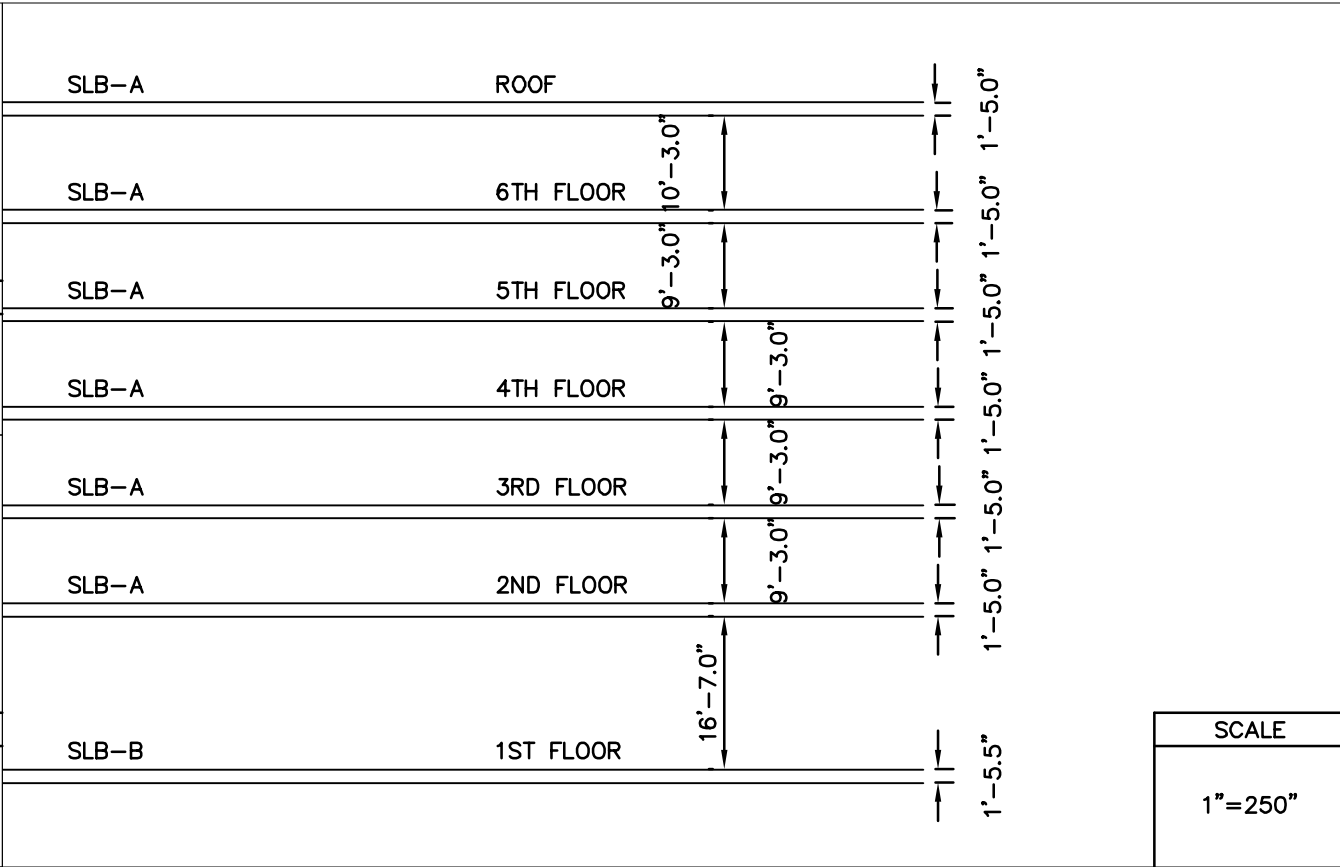 SLB-A ROOF 1'-5.0"
10'-3.0"
SLB-A 6TH FLOOR 1'-5.0"
9'-3.0"
SLB-A 5TH FLOOR 1'-5.0"
9'-3.0"
SLB-A 4TH FLOOR 1'-5.0"
9'-3.0"
SLB-A 3RD FLOOR 1'-5.0"
9'-3.0"
SLB-A 2ND FLOOR 1'-5.0"
16'-7.0"
SLB-B 1ST FLOOR 1'-5.5"
SCALE
1"=250"